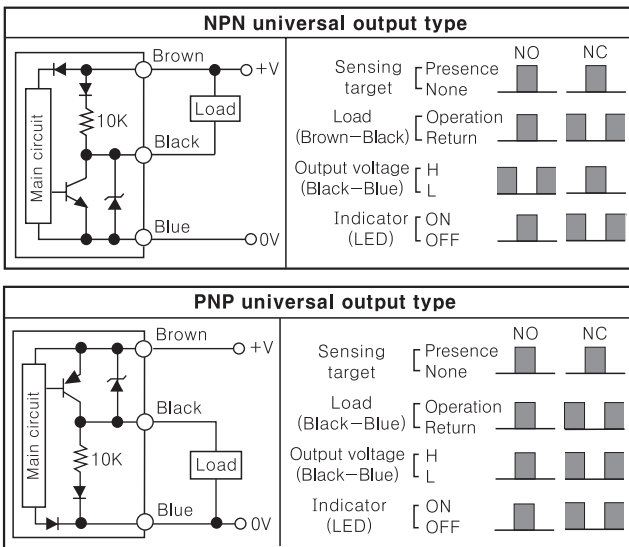 NPN universal output type
Brown
+V
Load
10K
Black
Main circuit
Blue
0V
NO NC
Sensing target Presence
None
Load (Brown-Black) Operation
Return
Output voltage (Black-Blue) H
L
Indicator (LED) ON
OFF
PNP universal output type
Brown
+V
Black
Main circuit
10K
Load
Blue
0V
NO NC
Sensing target Presence
None
Load (Black-Blue) Operation
Return
Output voltage (Black-Blue) H
L
Indicator (LED) ON
OFF